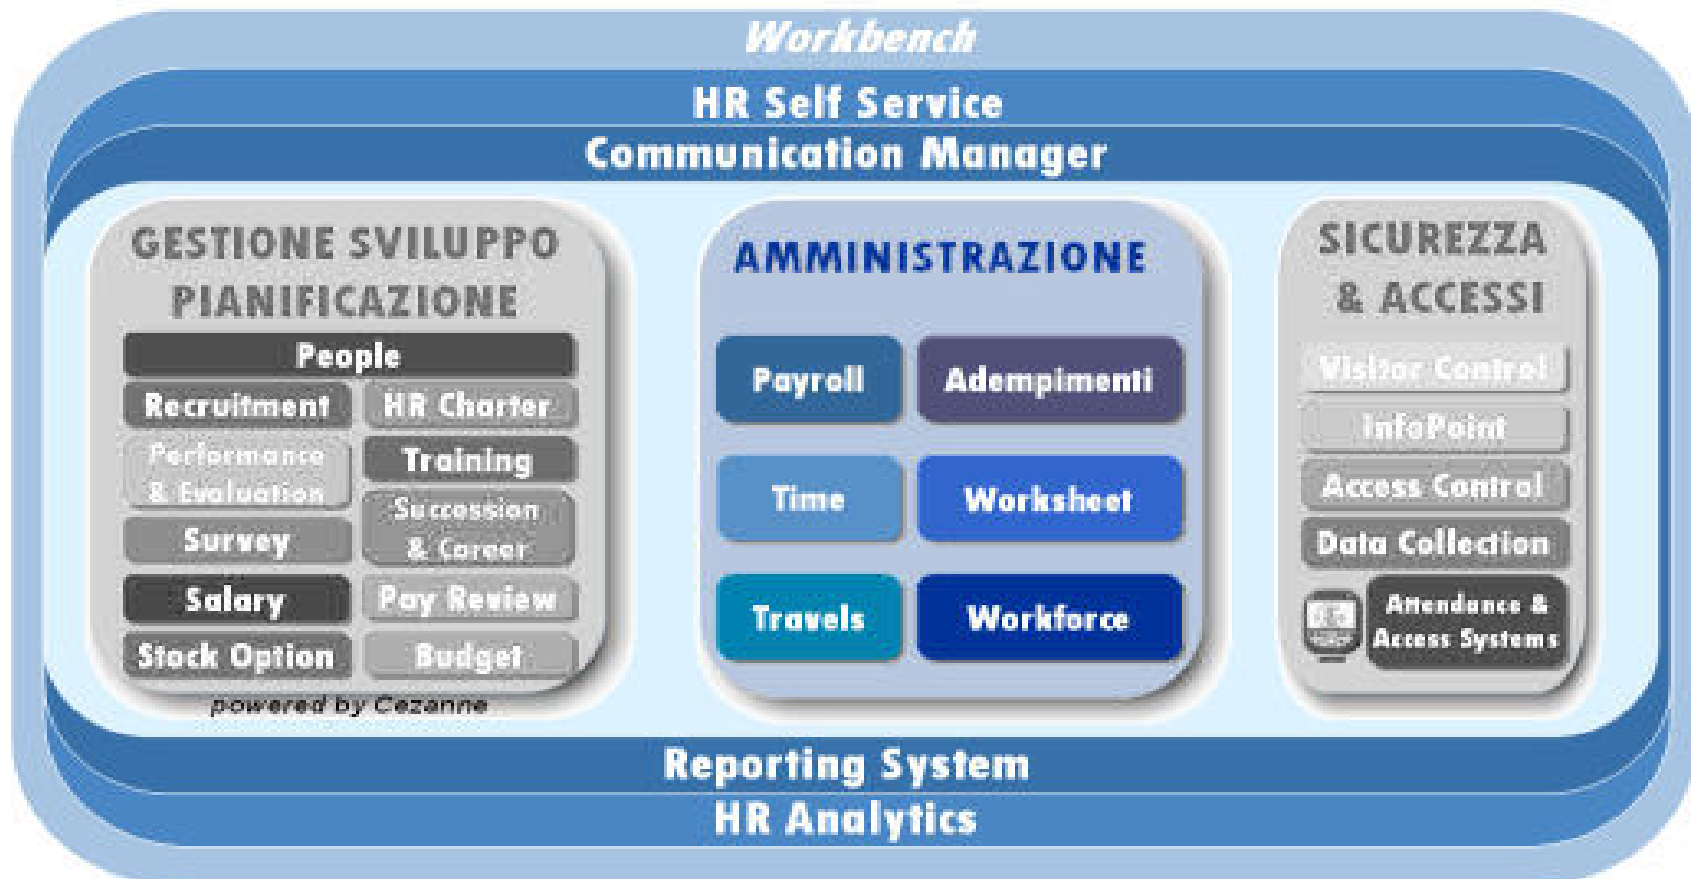 Workbench
HR Self Service
Communication Manager
GESTIONE SVILUPPO
PIANIFICAZIONE
People
Recruitment
HR Charter
Performance
& Evaluation
Training
Survey
Succession
& Career
Salary
Pay Review
Stock Option
Budget
powered by Cezanne
AMMINISTRAZIONE
Payroll
Adempimenti
Time
Worksheet
Travels
Workforce
SICUREZZA
& ACCESSI
Visitor Control
InfoPoint
Access Control
Data Collection
Attendance &
Access Systems
Reporting System
HR Analytics